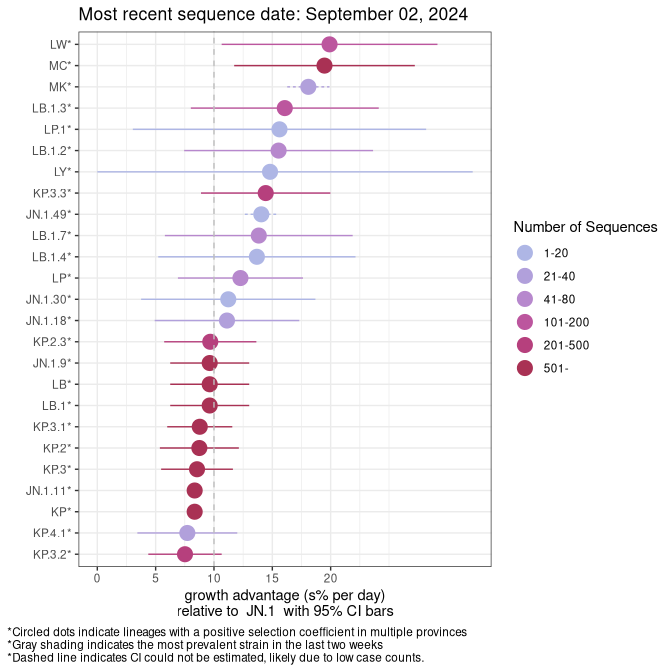 Most recent sequence date: September 02, 2024
LW*
MC*
MK*
LB.1.3*
LP.1*
LB.1.2*
LY*
KP.3.3*
JN.1.49*
LB.1.7*
LB.1.4*
LP*
JN.1.30*
JN.1.18*
KP.2.3*
JN.1.9*
LB*
LB.1*
KP.3.1*
KP.2*
KP.3*
JN.1.11*
KP*
KP.4.1*
KP.3.2*
0 5 10 15 20
growth advantage (s% per day)
relative to JN.1 with 95% CI bars
Number of Sequences
1-20
21-40
41-80
101-200
201-500
501-
*Circled dots indicate lineages with a positive selection coefficient in multiple provinces
*Gray shading indicates the most prevalent strain in the last two weeks
*Dashed line indicates CI could not be estimated, likely due to low case counts.